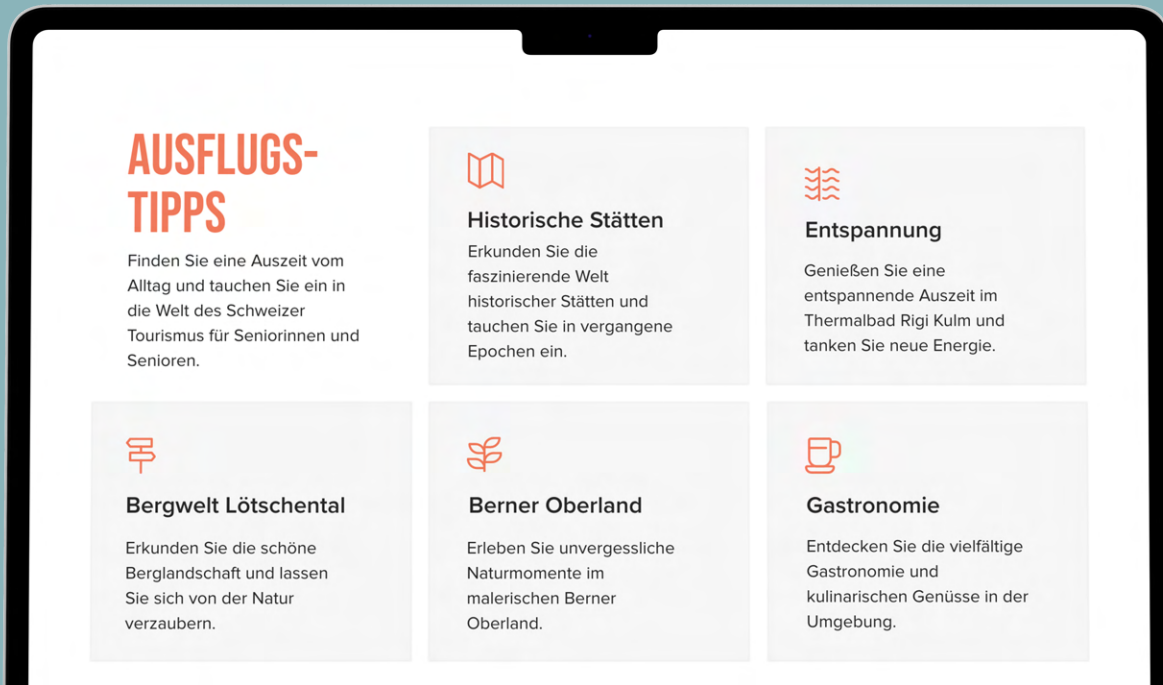 AUSFLUGS-
TIPPS
Finden Sie eine Auszeit vom
Alltag und tauchen Sie ein in
die Welt des Schweizer
Tourismus für Seniorinnen und
Senioren.
Historische Stätten
Erkunden Sie die
faszinierende Welt
historischer Stätten und
tauchen Sie in vergangene
Epochen ein.
Entspannung
Genießen Sie eine
entspannende Auszeit im
Thermalbad Rigi Kulm und
tanken Sie neue Energie.
Bergwelt Lötschental
Erkunden Sie die schöne
Berglandschaft und lassen
Sie sich von der Natur
verzaubern.
Berner Oberland
Erleben Sie unvergessliche
Naturmomente im
malerischen Berner
Oberland.
Gastronomie
Entdecken Sie die vielfältige
Gastronomie und
kulinarischen Genüsse in der
Umgebung.